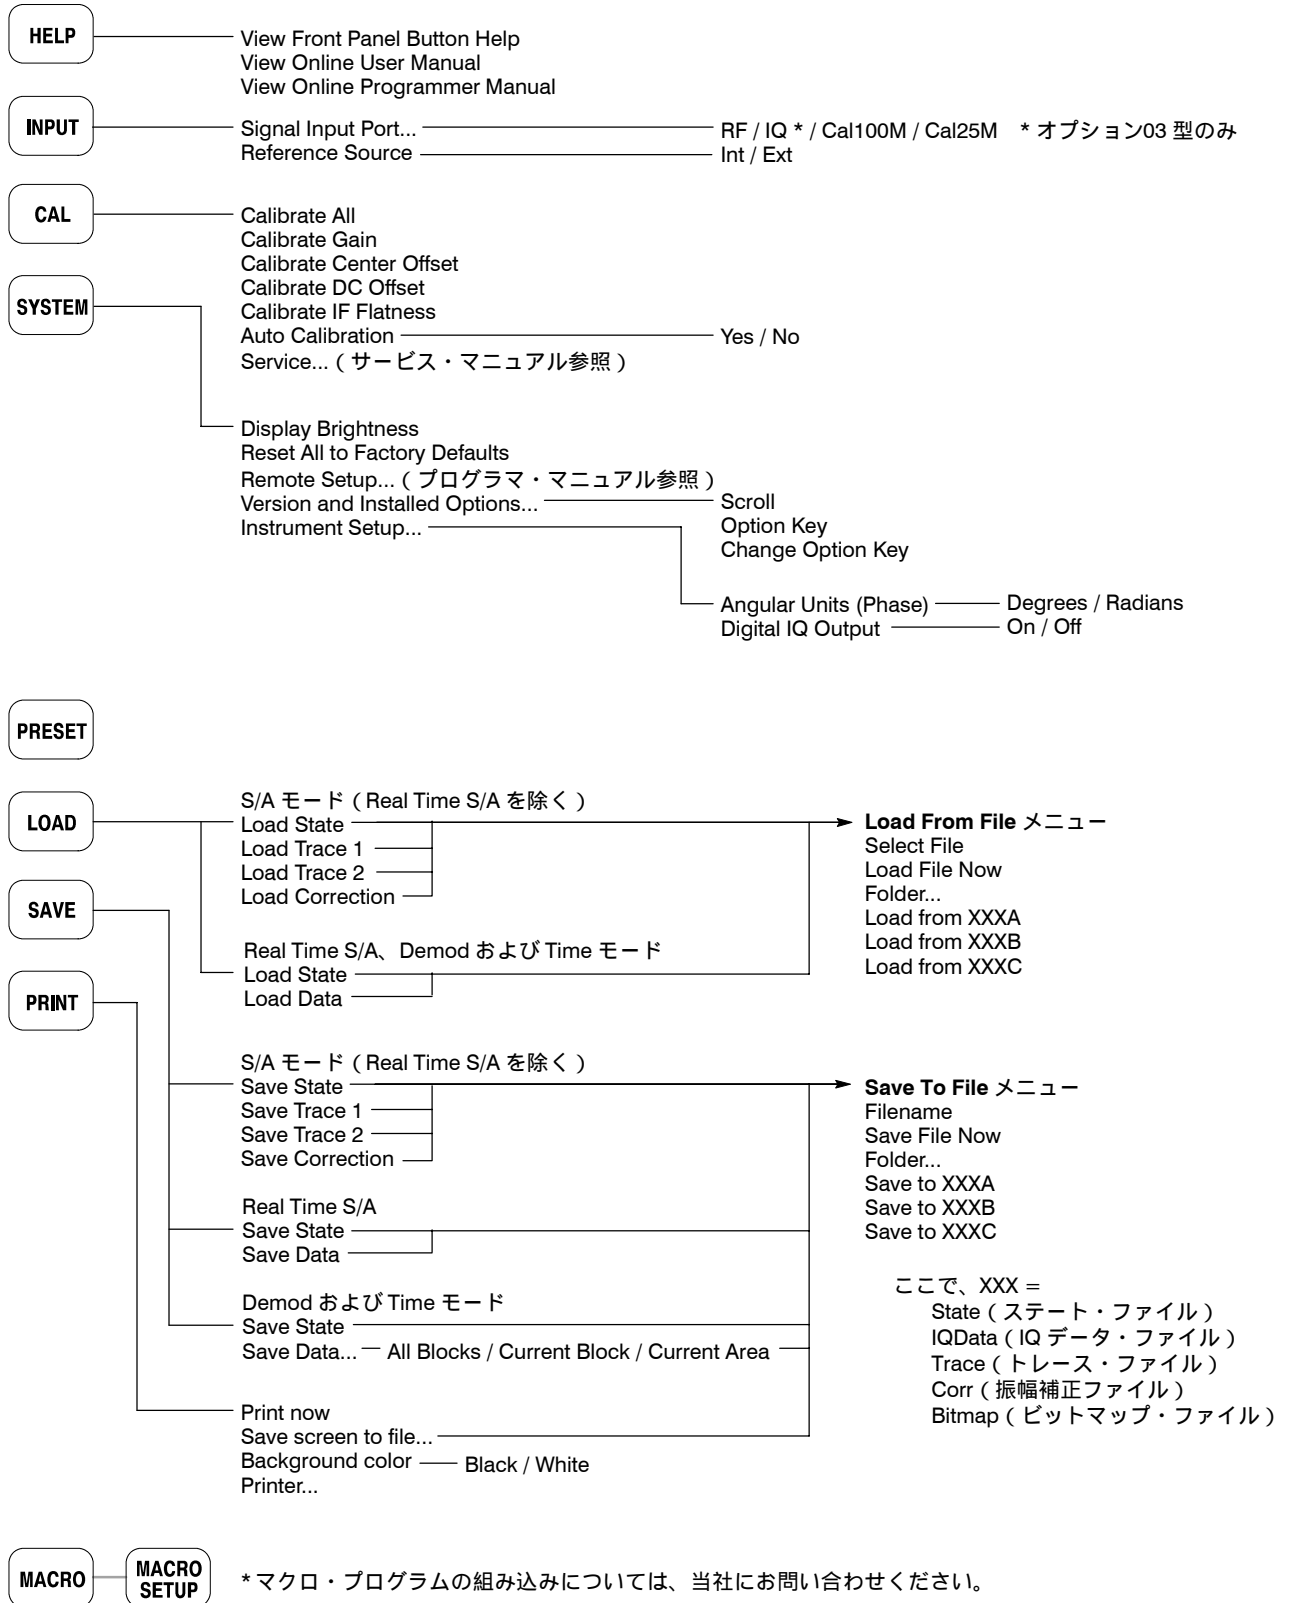 HELP
View Front Panel Button Help
View Online User Manual
View Online Programmer Manual
INPUT
Signal Input Port... RF / IQ * / Cal100M / Cal25M * オプション03 型のみ
Reference Source Int / Ext
CAL
Calibrate All
Calibrate Gain
Calibrate Center Offset
Calibrate DC Offset
Calibrate IF Flatness
Auto Calibration Yes / No
Service... ( サービス・マニュアル参照 )
SYSTEM
Display Brightness
Reset All to Factory Defaults
Remote Setup... ( プログラマ・マニュアル参照 )
Version and Installed Options... Scroll
Instrument Setup... Option Key
Change Option Key
Angular Units (Phase) Degrees / Radians
Digital IQ Output On / Off
PRESET
LOAD
S/A モード ( Real Time S/A を除く )
Load State
Load Trace 1
Load Trace 2
Load Correction
Real Time S/A、Demod および Time モード
Load State
Load Data
Load From File メニュー
Select File
Load File Now
Folder...
Load from XXXA
Load from XXXB
Load from XXXC
SAVE
S/A モード ( Real Time S/A を除く )
Save State
Save Trace 1
Save Trace 2
Save Correction
Real Time S/A
Save State
Save Data
Demod および Time モード
Save State
Save Data... All Blocks / Current Block / Current Area
Save To File メニュー
Filename
Save File Now
Folder...
Save to XXXA
Save to XXXB
Save to XXXC
ここで、XXX =
State ( ステート・ファイル )
IQData ( IQ データ・ファイル )
Trace ( トレース・ファイル )
Corr ( 振幅補正ファイル )
Bitmap ( ビットマップ・ファイル )
PRINT
Print now
Save screen to file...
Background color Black / White
Printer...
MACRO
MACRO SETUP
* マクロ・プログラムの組み込みについては、当社にお問い合わせください。